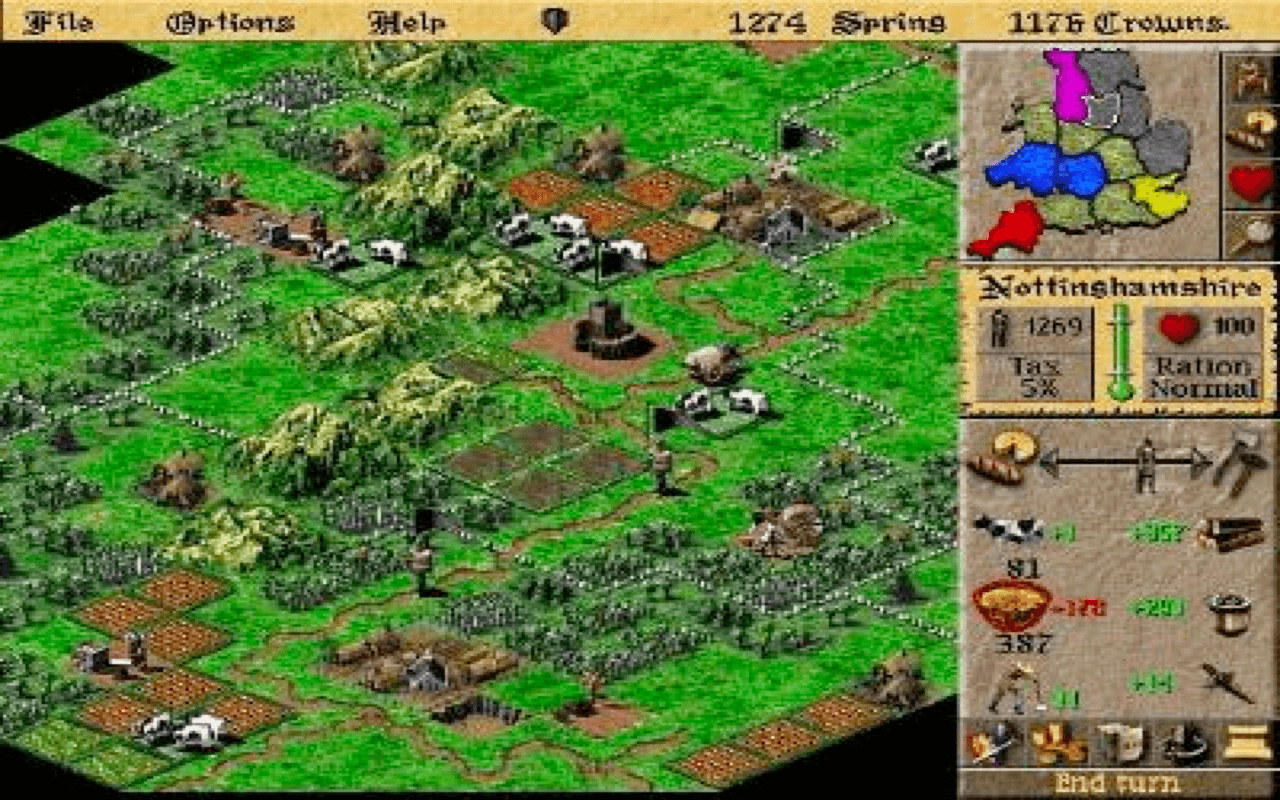 File Options Help 1274 Spring 1176 Crowns.
Nottinghamshire
1269 100
Tax Ration
5% Normal
81
387
End turn